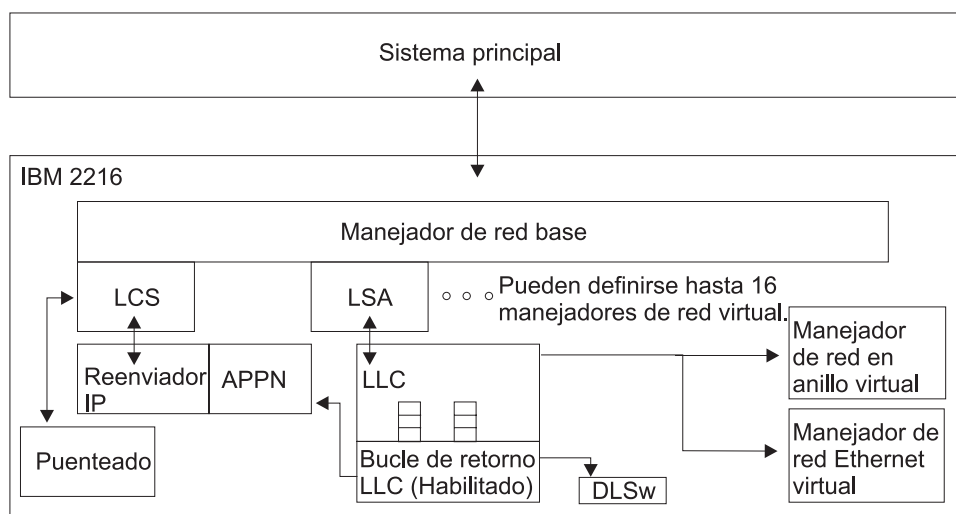 Sistema principal
IBM 2216
Manejador de red base
LCS
LSA
Pueden definirse hasta 16
manejadores de red virtual.
Manejador
de red en
anillo virtual
Reenviador
IP
APPN
LLC
Puenteado
Bucle de retorno
LLC (Habilitado)
DLSw
Manejador de
red Ethernet
virtual